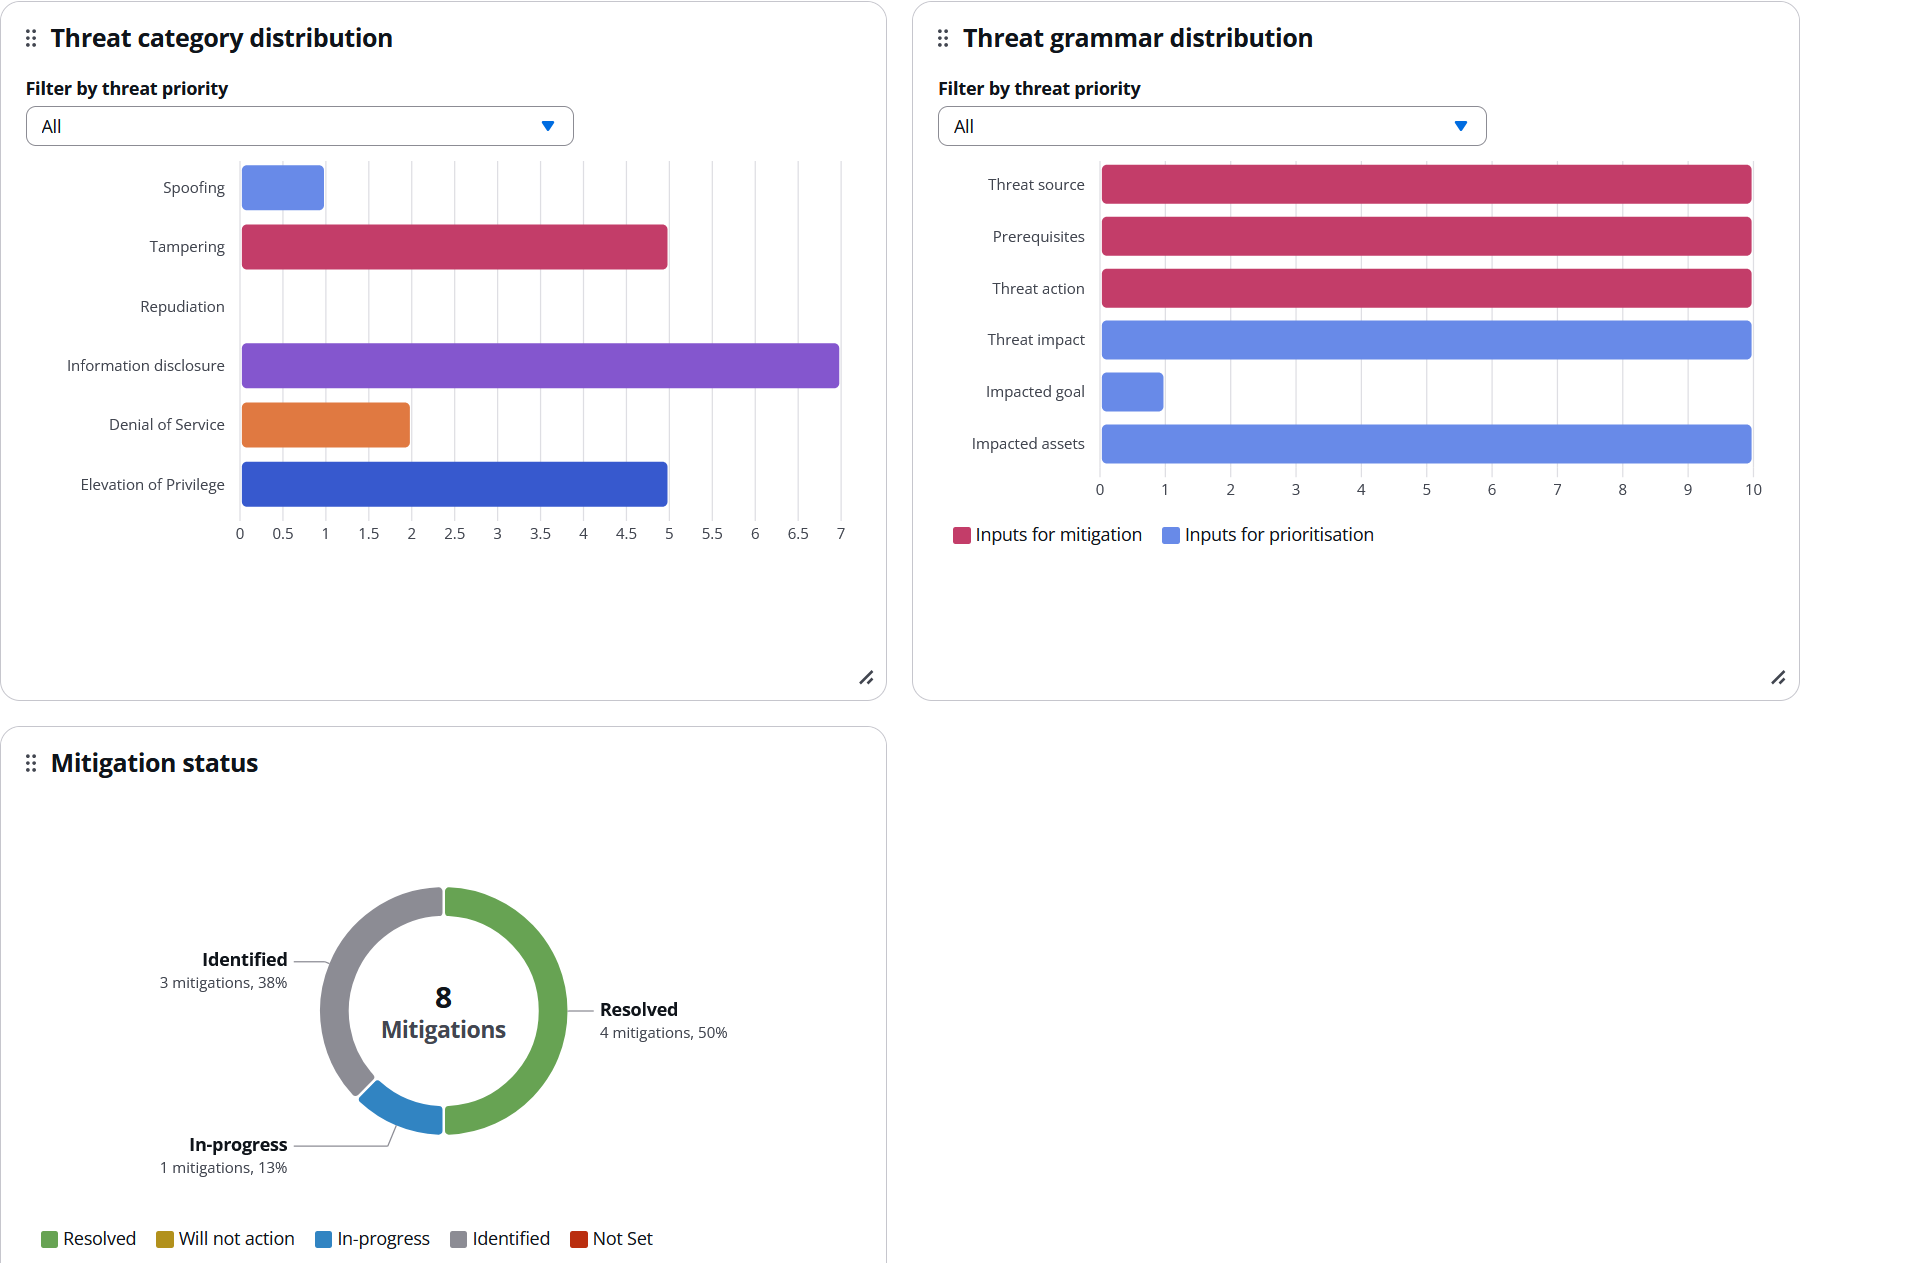 Threat category distribution
Filter by threat priority
All
Spoofing
Tampering
Repudiation
Information disclosure
Denial of Service
Elevation of Privilege
0 0.5 1 1.5 2 2.5 3 3.5 4 4.5 5 5.5 6 6.5 7
Threat grammar distribution
Filter by threat priority
All
Threat source
Prerequisites
Threat action
Threat impact
Impacted goal
Impacted assets
0 1 2 3 4 5 6 7 8 9 10
Inputs for mitigation Inputs for prioritisation
Mitigation status
Identified
3 mitigations, 38%
8
Mitigations
Resolved
4 mitigations, 50%
In-progress
1 mitigations, 13%
Resolved Will not action In-progress Identified Not Set